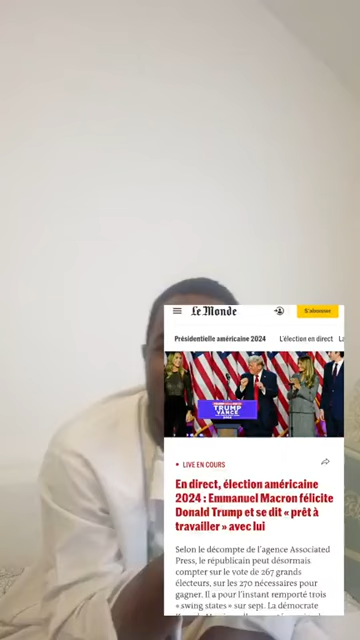 Le Monde
S'abonner
Présidentielle américaine 2024 L'élection en direct
TRUMP
VANCE
LIVE EN COURS
En direct, élection américaine
2024 : Emmanuel Macron félicite
Donald Trump et se dit « prêt à
travailler » avec lui
Selon le décompte de l'agence Associated
Press, le républicain peut désormais
compter sur le vote de 267 grands
électeurs, sur les 270 nécessaires pour
gagner. Il a pour l'instant remporté trois
« swing states » sur sept. La démocrate